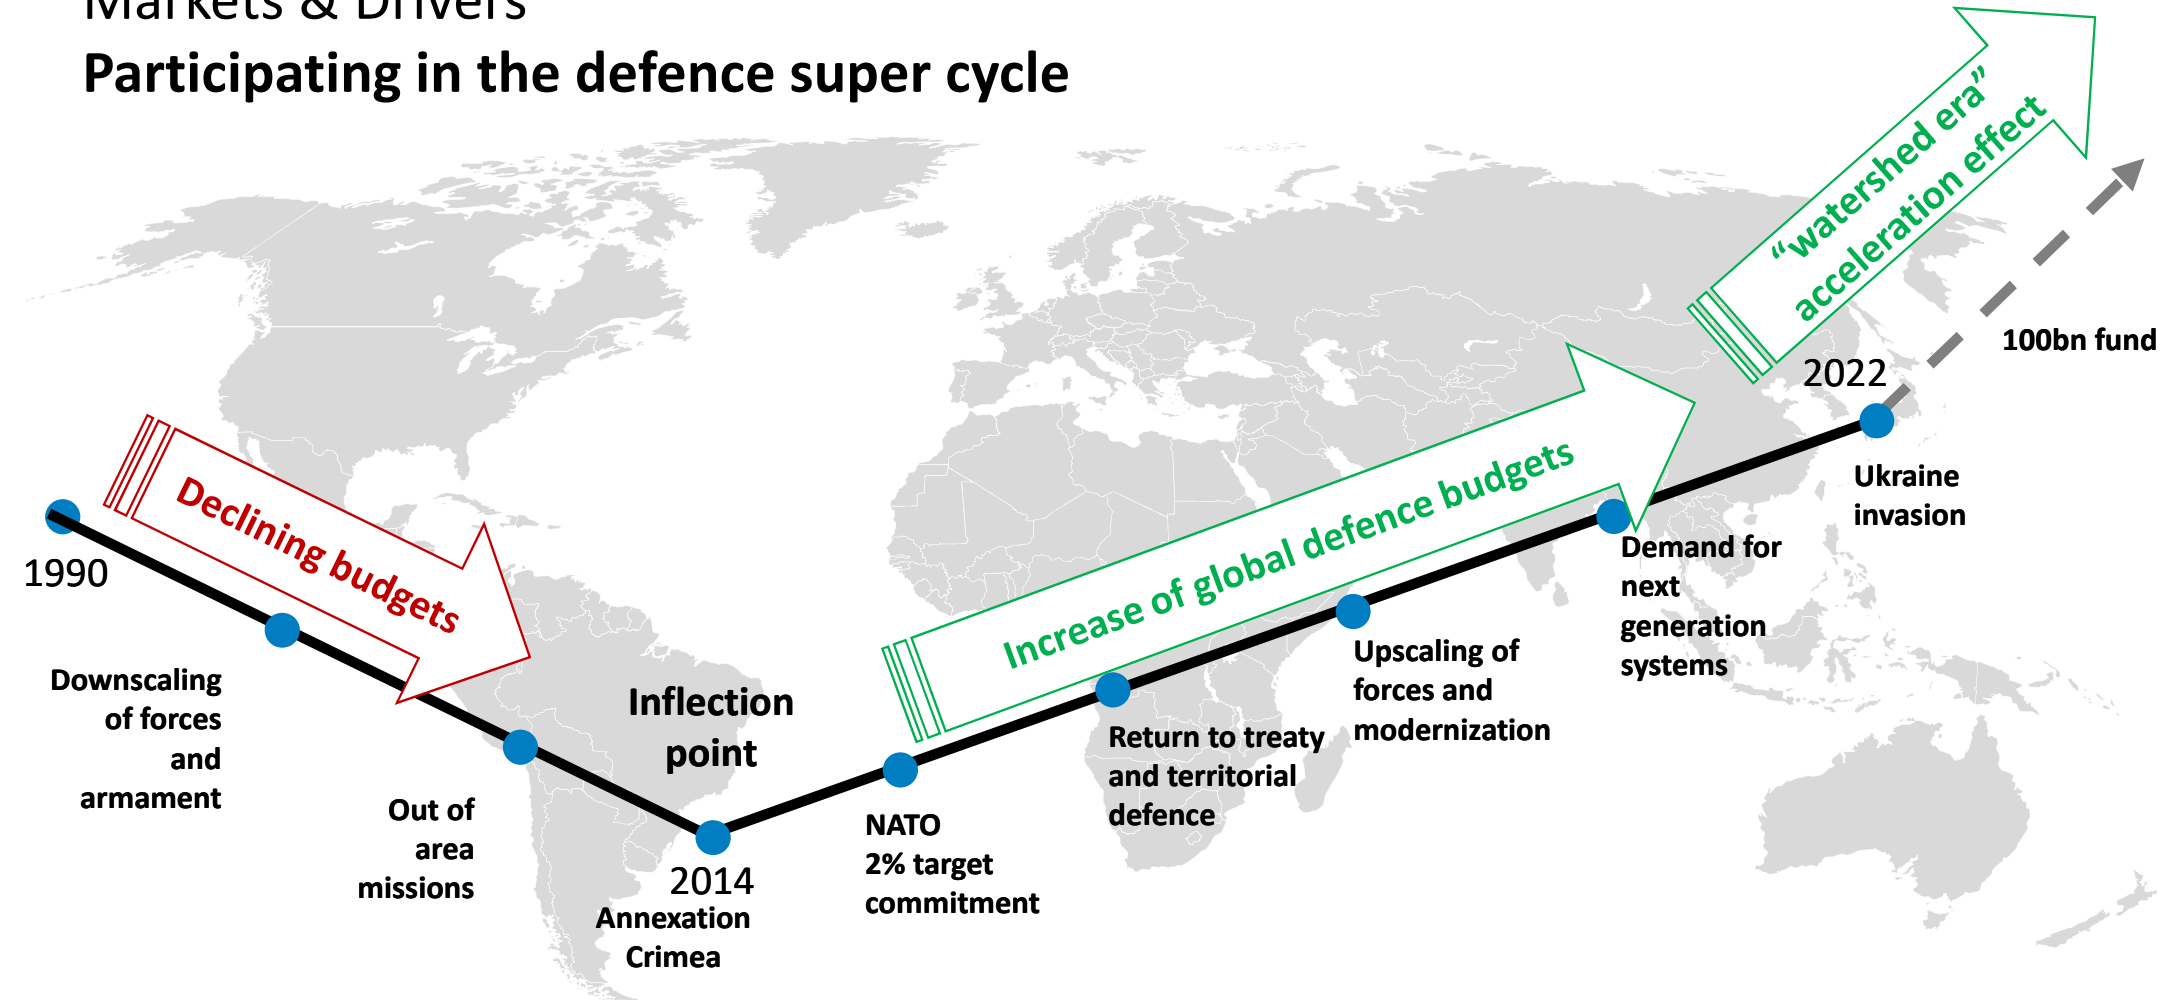 Markets & Drivers
Participating in the defence super cycle
“watershed era”
acceleration effect
100bn fund
2022
Ukraine
invasion
Declining budgets
1990
Downscaling
of forces
and
armament
Out of
area
missions
Inflection
point
2014
Annexation
Crimea
Increase of global defence budgets
NATO
2% target
commitment
Return to treaty
and territorial
defence
Upscaling of
forces and
modernization
Demand for
next
generation
systems